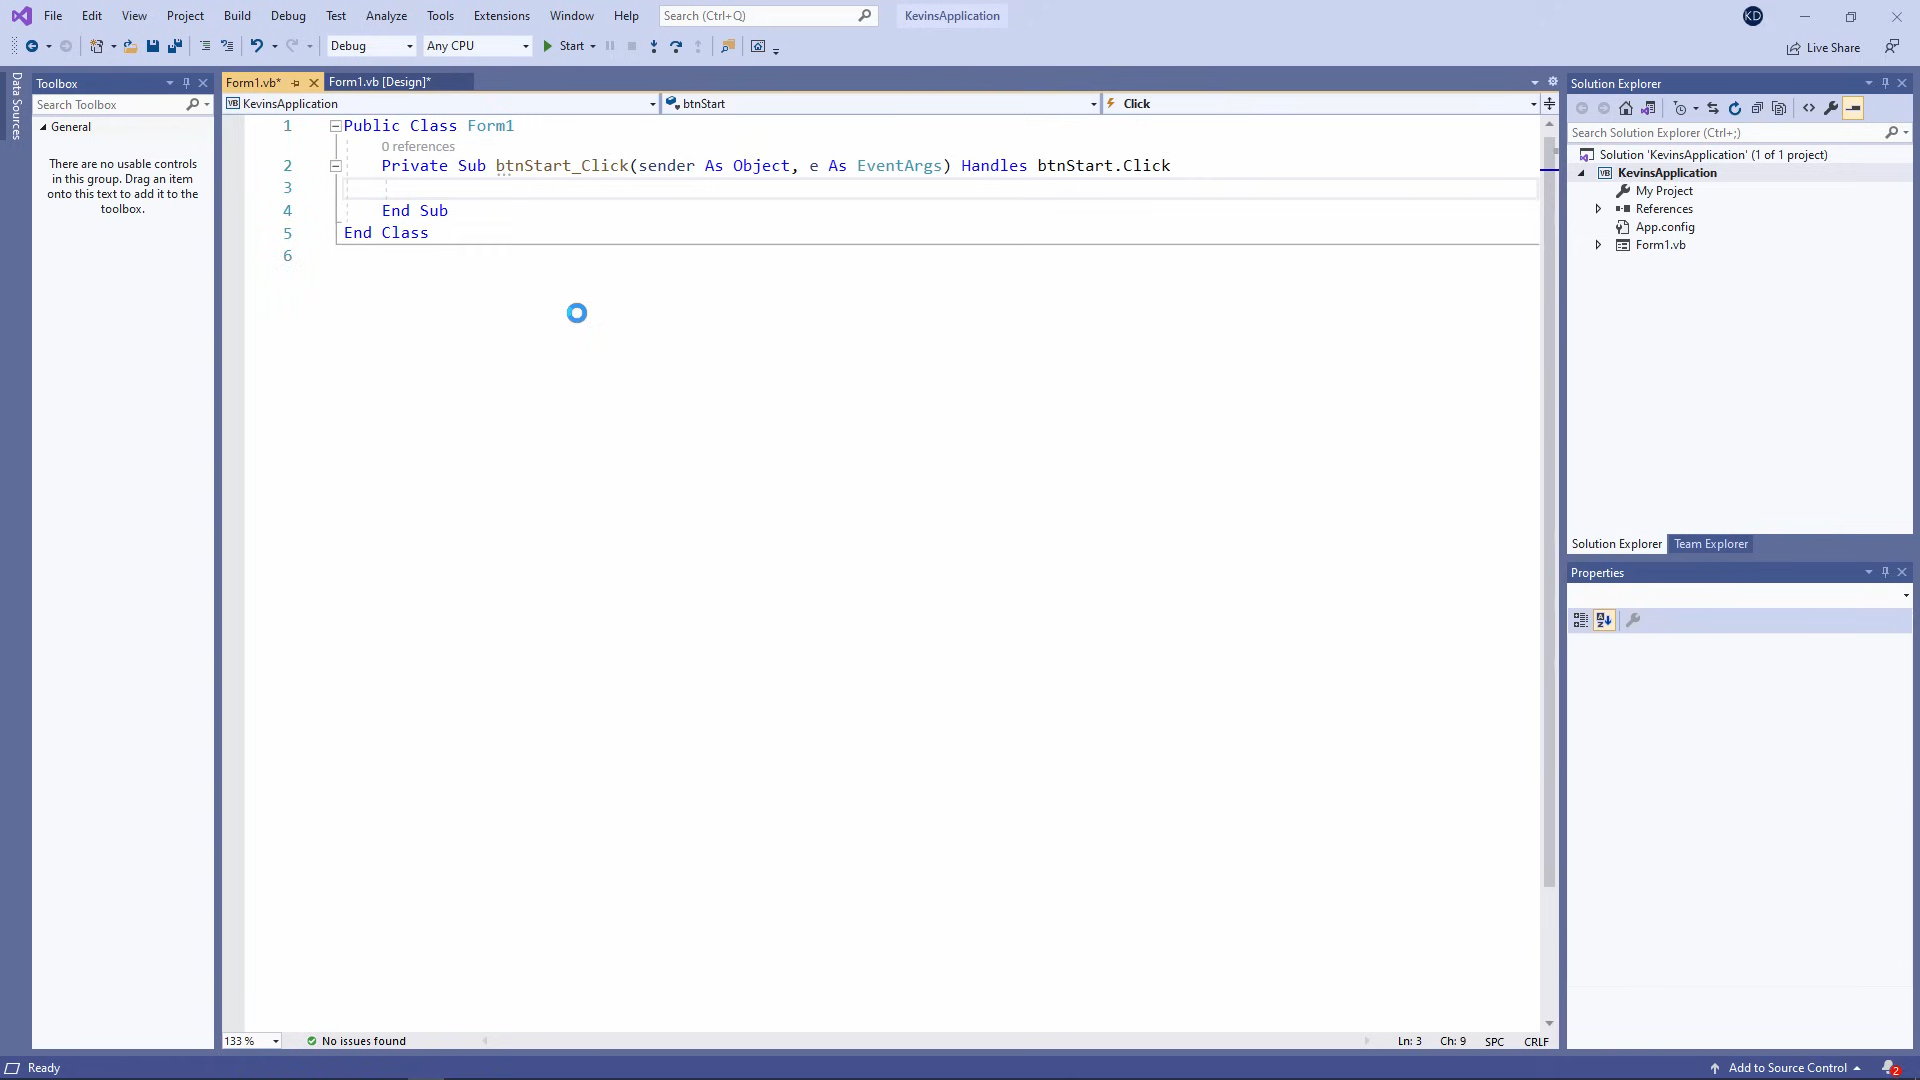 File Edit View Project Build Debug Test Analyze Tools Extensions Window Help Search (Ctrl+Q) KevinsApplication KD
Debug Any CPU Start Live Share
Data Sources
Toolbox
Search Toolbox
General
There are no usable controls
in this group. Drag an item
onto this text to add it to the
toolbox.
Form1.vb* Form1.vb [Design]*
VB KevinsApplication btnStart Click
1 Public Class Form1
0 references
2 Private Sub btnStart_Click(sender As Object, e As EventArgs) Handles btnStart.Click
3
4 End Sub
5 End Class
6
133 % No issues found Ln: 3 Ch: 9 SPC CRLF
Solution Explorer
Search Solution Explorer (Ctrl+;)
Solution 'KevinsApplication' (1 of 1 project)
VB KevinsApplication
My Project
References
App.config
Form1.vb
Solution Explorer Team Explorer
Properties
Ready Add to Source Control 2